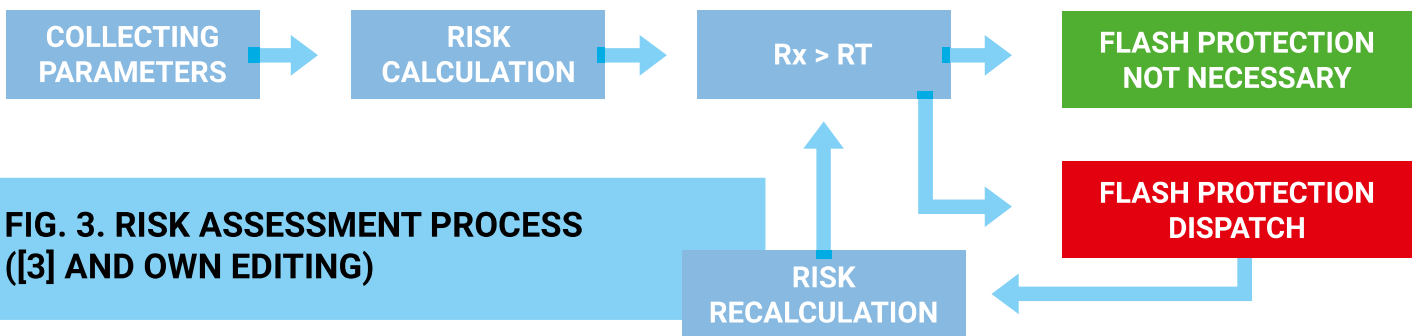 COLLECTING
PARAMETERS
RISK
CALCULATION
Rx > RT
FLASH PROTECTION
NOT NECESSARY
FLASH PROTECTION
DISPATCH
FIG. 3. RISK ASSESSMENT PROCESS
([3] AND OWN EDITING)
RISK
RECALCULATION